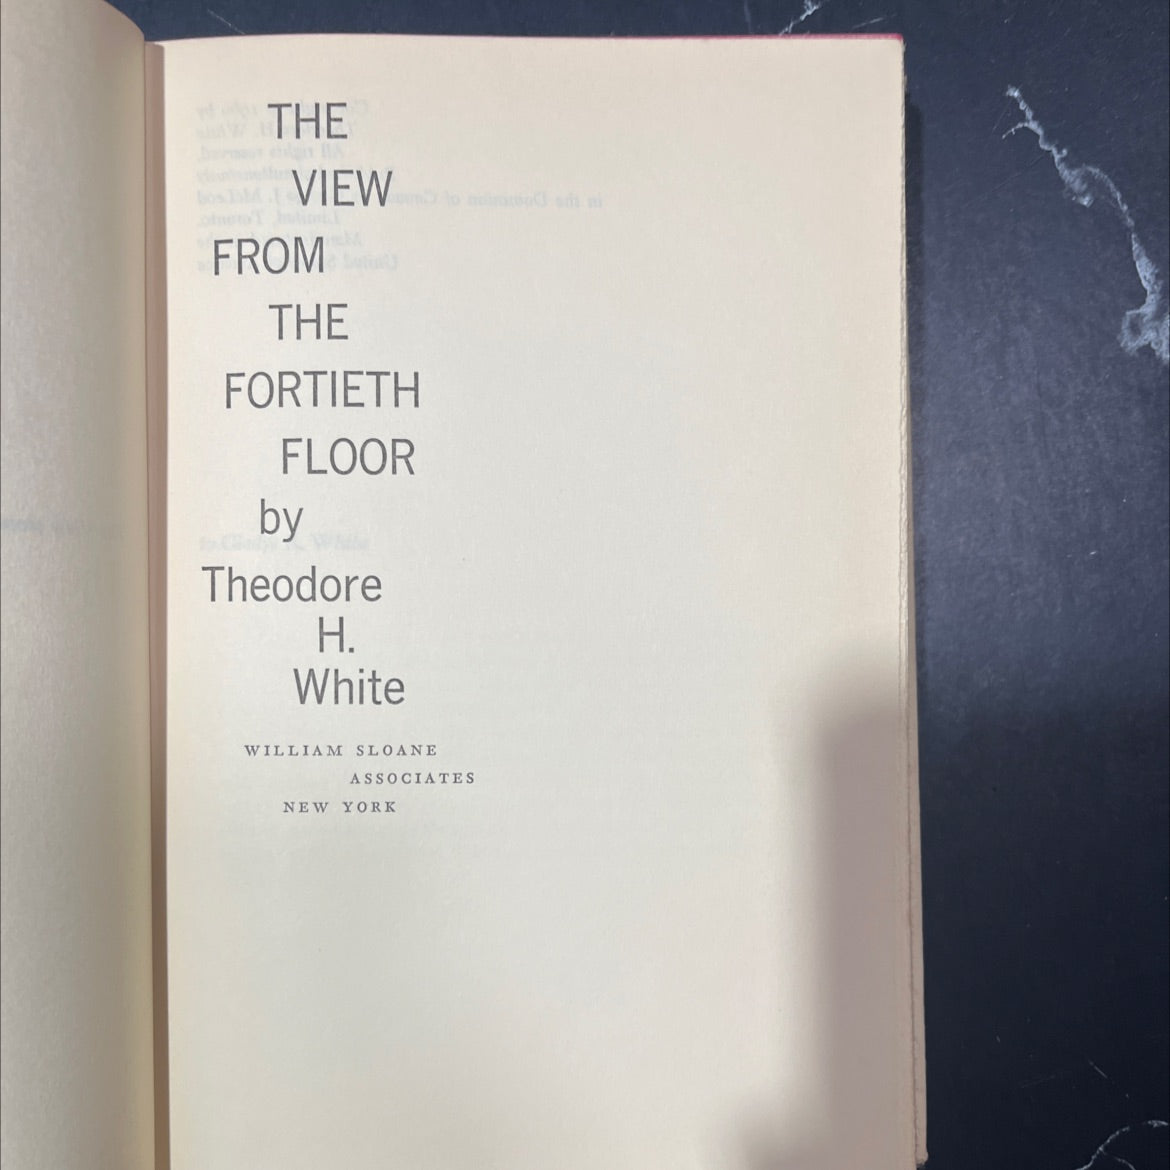 THE
VIEW
FROM
THE
FORTIETH
FLOOR
by
Theodore
H.
White
WILLIAM SLOANE
ASSOCIATES
NEW YORK